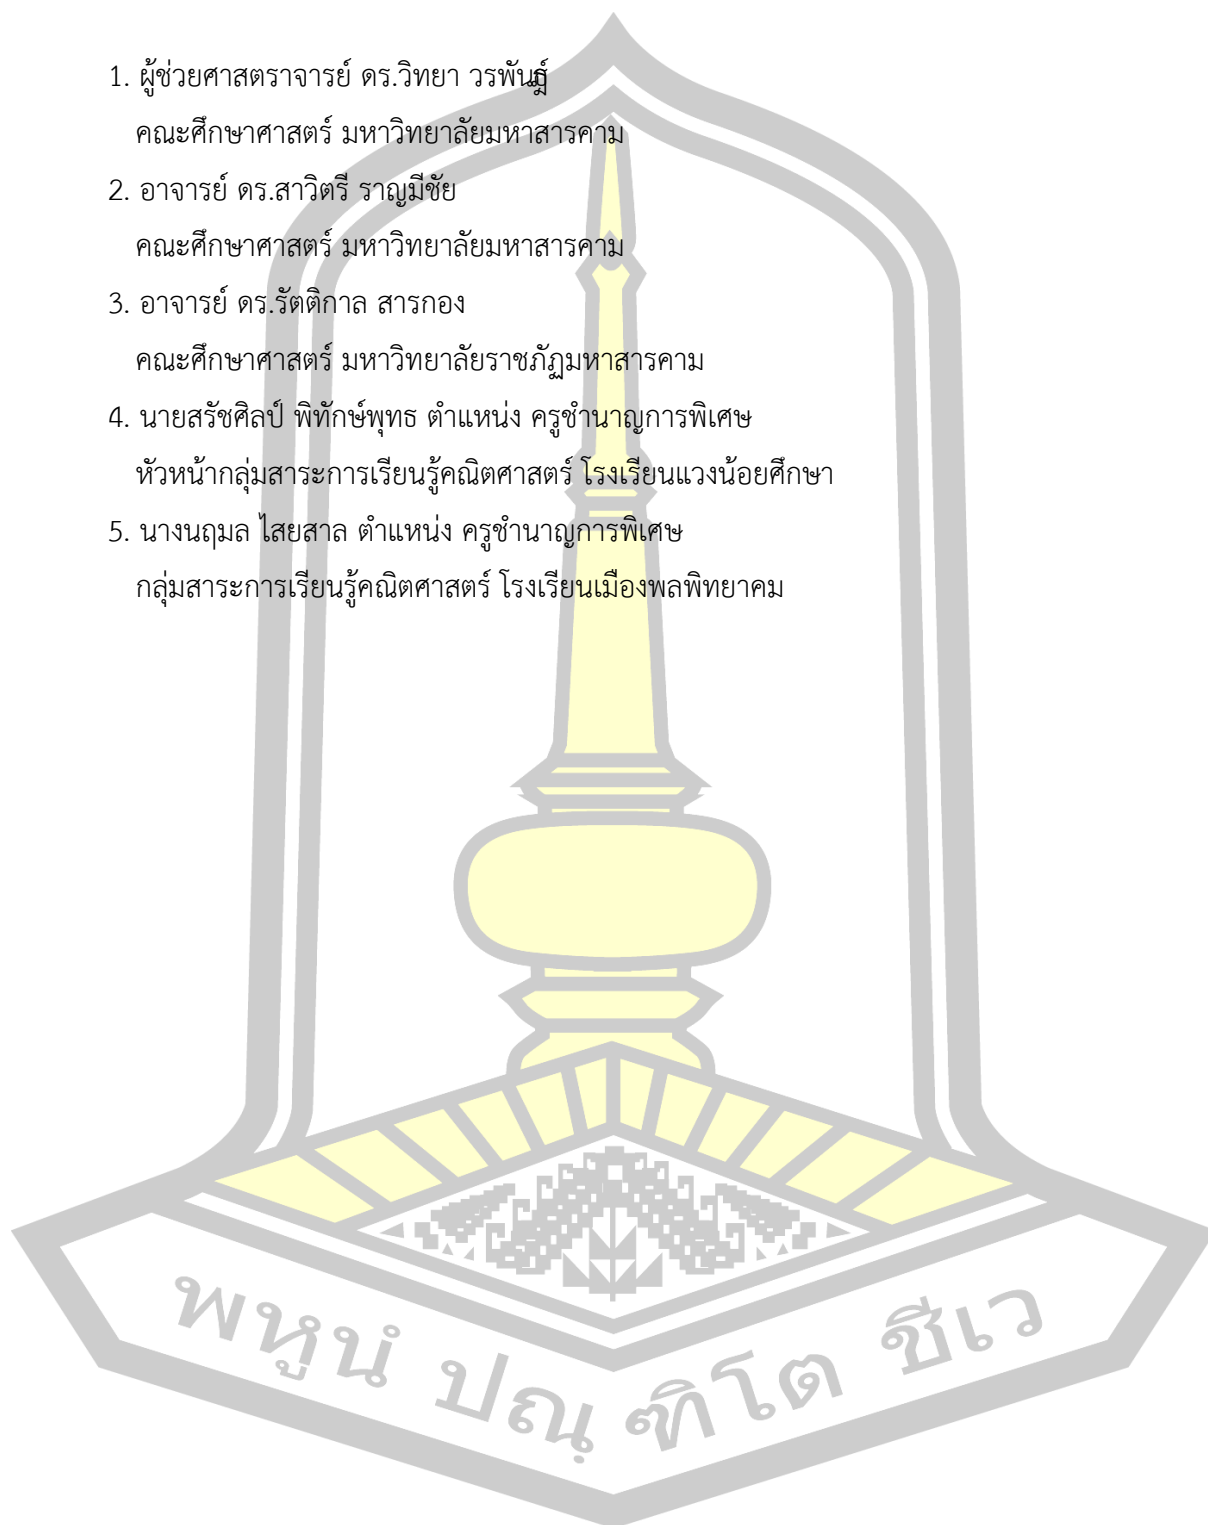 1. ผู้ช่วยศาสตราจารย์ ดร.วิทยา วรพันธุ์
คณะศึกษาศาสตร์ มหาวิทยาลัยมหาสารคาม
2. อาจารย์ ดร.สาวิตรี ราญมีชัย
คณะศึกษาศาสตร์ มหาวิทยาลัยมหาสารคาม
3. อาจารย์ ดร.รัตติกาล สารกอง
คณะศึกษาศาสตร์ มหาวิทยาลัยราชภัฏมหาสารคาม
4. นายสรัชศิลป์ พิทักษ์พุทธ ตำแหน่ง ครูชำนาญการพิเศษ
หัวหน้ากลุ่มสาระการเรียนรู้คณิตศาสตร์ โรงเรียนแวงน้อยศึกษา
5. นางนฤมล ไสยสาล ตำแหน่ง ครูชำนาญการพิเศษ
กลุ่มสาระการเรียนรู้คณิตศาสตร์ โรงเรียนเมืองพลพิทยาคม
พหูนํ ปณฺฑิโต ชีเว